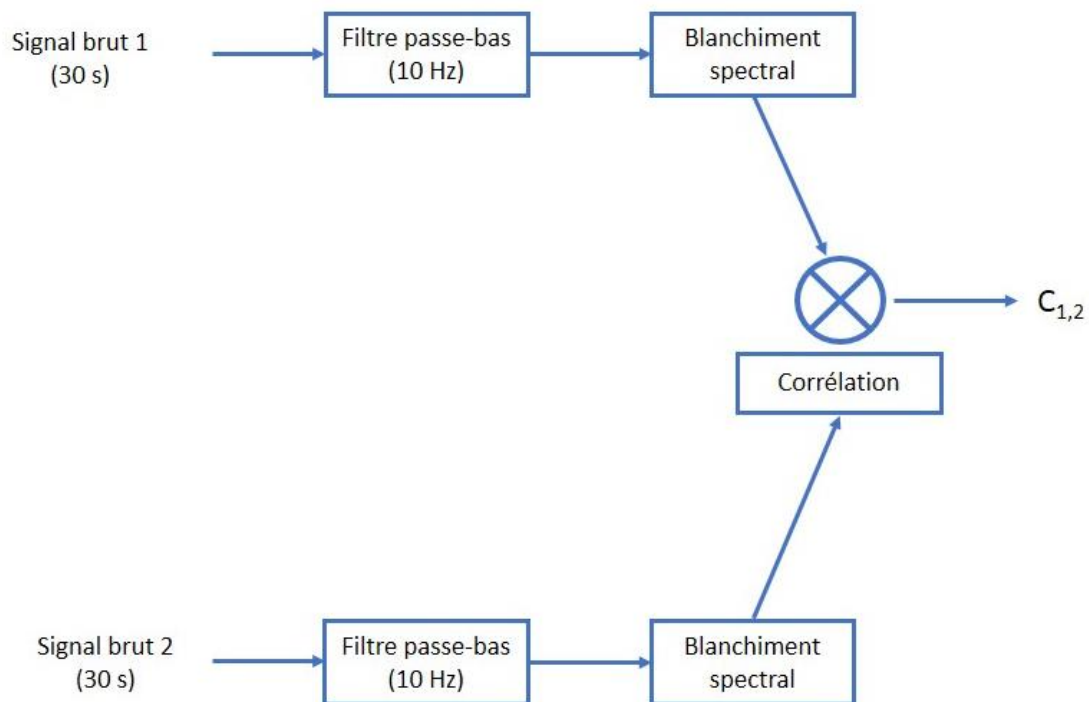 Signal brut 1
(30 s)
Filtre passe-bas
(10 Hz)
Blanchiment
spectral
C1,2
Corrélation
Signal brut 2
(30 s)
Filtre passe-bas
(10 Hz)
Blanchiment
spectral